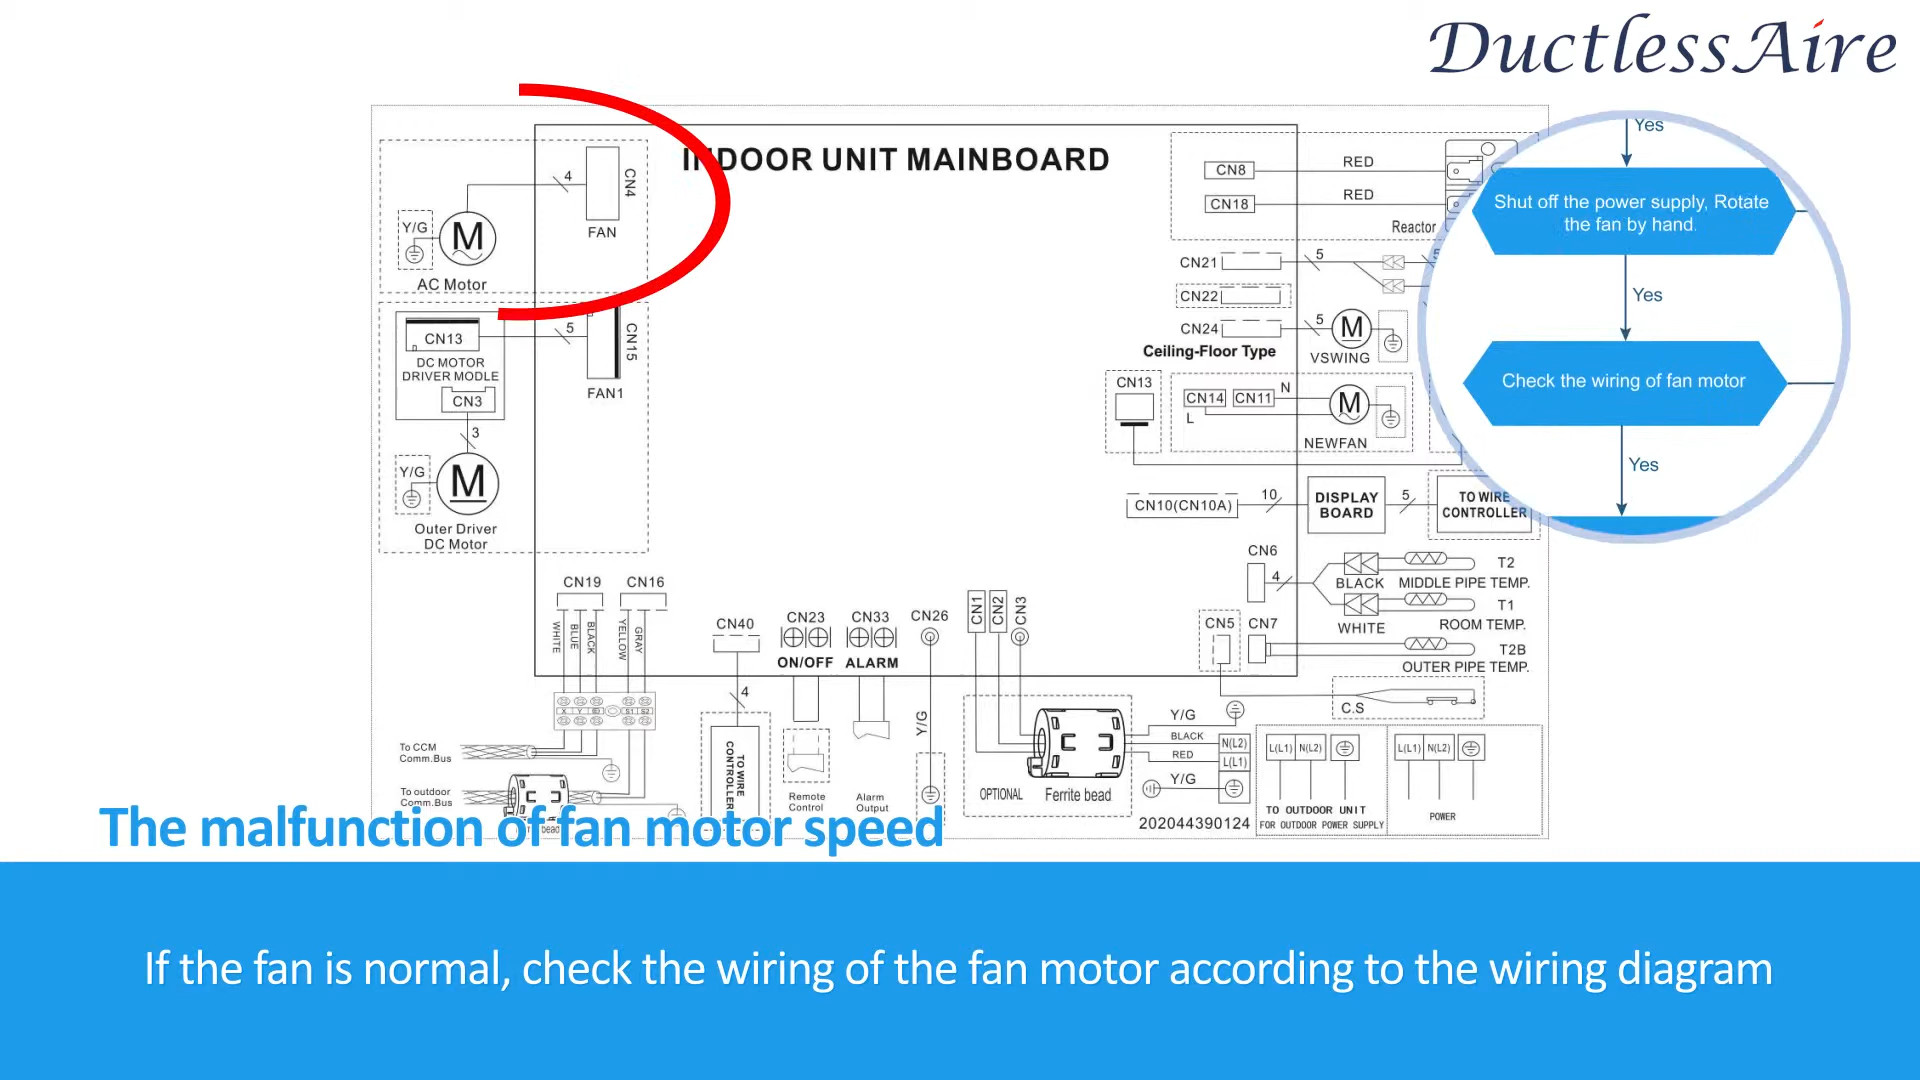 DuctlessAire
INDOOR UNIT MAINBOARD
4
CN4
FAN
Y/G
M
AC Motor
CN13
DC MOTOR
DRIVER MODLE
CN3
5
CN15
FAN1
3
Y/G
M
Outer Driver
DC Motor
CN8
RED
CN18
RED
Reactor
CN21
5
CN22
CN24
5
M
VSWING
Ceiling-Floor Type
CN13
CN14
CN11
N
L
M
NEWFAN
CN10(CN10A)
10
DISPLAY
BOARD
5
TO WIRE
CONTROLLER
CN6
4
BLACK
T2
MIDDLE PIPE TEMP.
WHITE
T1
ROOM TEMP.
CN5
CN7
T2B
OUTER PIPE TEMP.
C.S
Yes
Shut off the power supply, Rotate
the fan by hand.
Yes
Check the wiring of fan motor
Yes
CN19
CN16
WHITE
BLUE
BLACK
YELLOW
GRAY
X
Y
E
S1
S2
To CCM
Comm.Bus
To outdoor
Comm.Bus
CN40
4
TO WIRE
CONTROLLER
CN23
ON/OFF
Remote
Control
CN33
ALARM
Alarm
Output
CN26
Y/G
CN1
CN2
CN3
OPTIONAL
Ferrite bead
Y/G
BLACK
N(L2)
RED
L(L1)
Y/G
202044390124
L(L1)
N(L2)
TO OUTDOOR UNIT
FOR OUTDOOR POWER SUPPLY
L(L1)
N(L2)
POWER
The malfunction of fan motor speed
If the fan is normal, check the wiring of the fan motor according to the wiring diagram